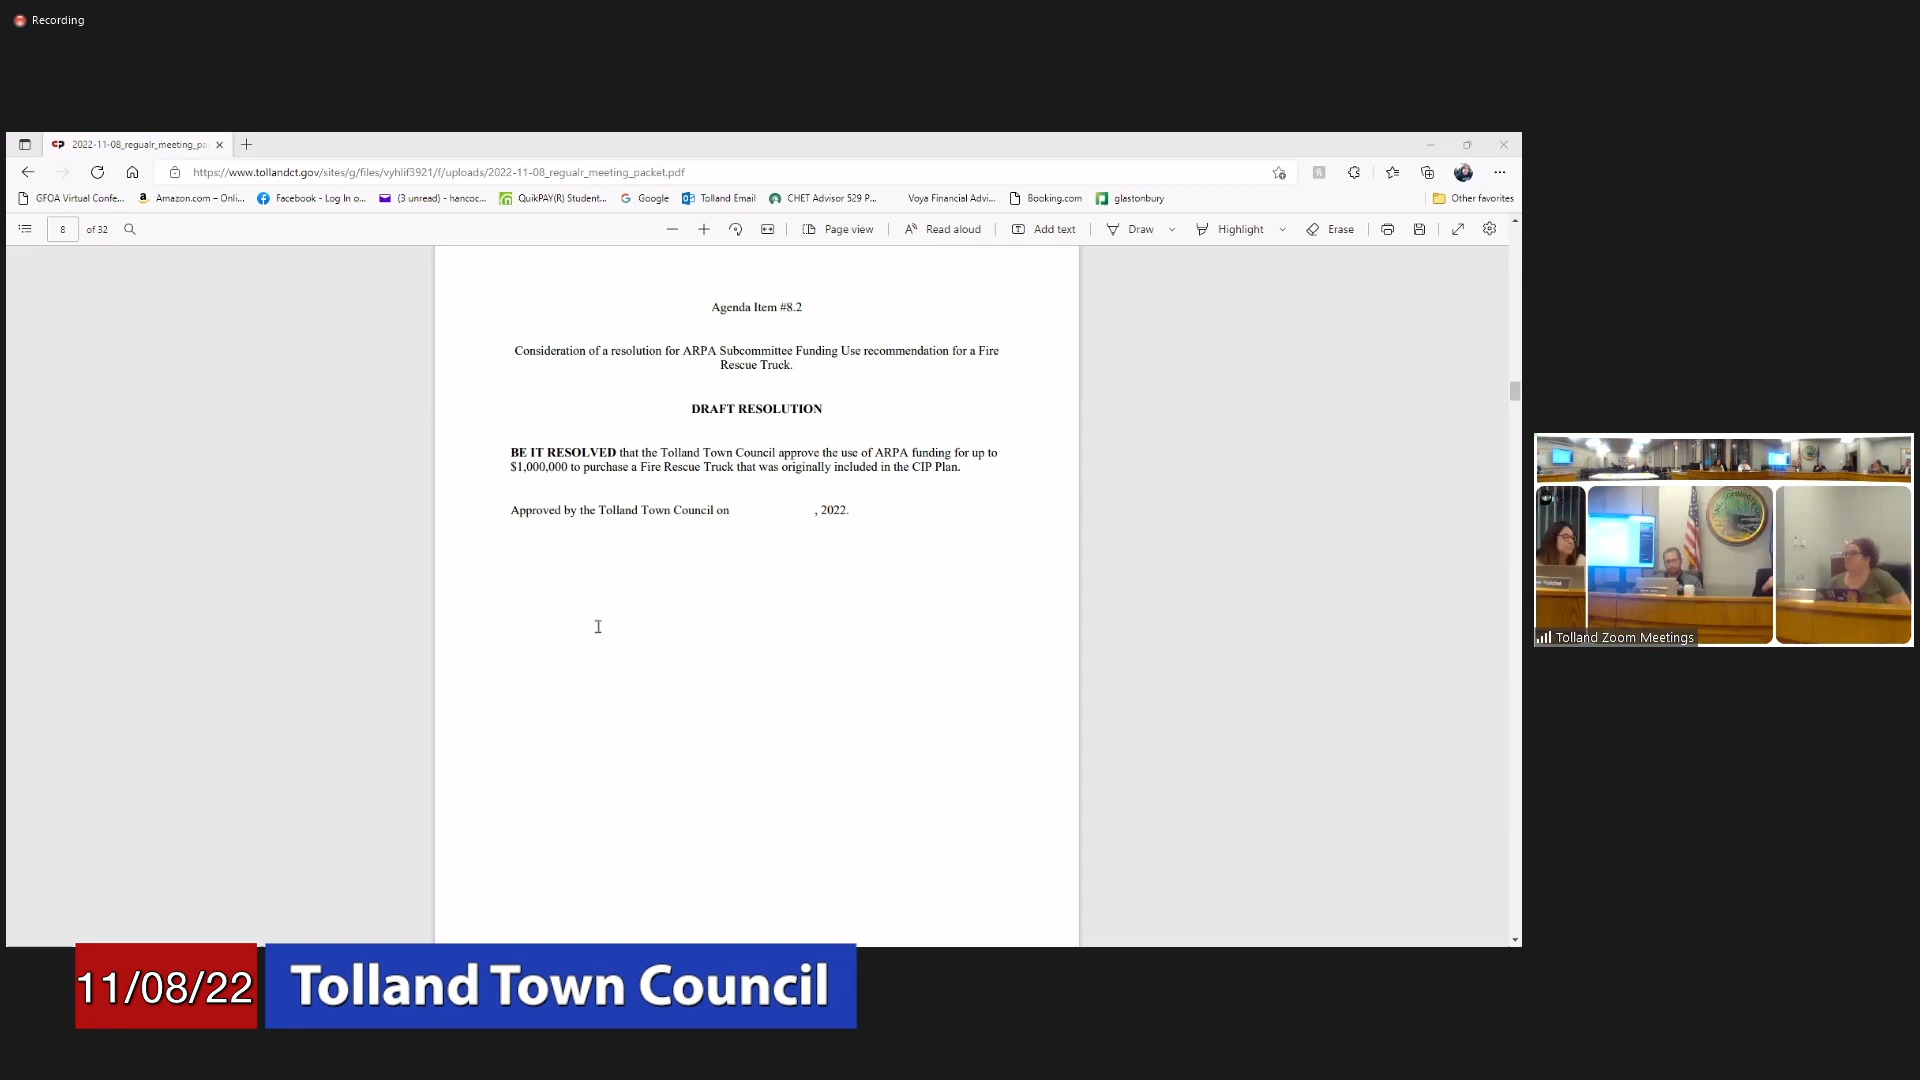 Recording
2022-11-08_regualr_meeting_pa
https://www.tollandct.gov/sites/g/files/vyhlif3921/f/uploads/2022-11-08_regualr_meeting_packet.pdf
GFOA Virtual Confe... Amazon.com – Onli... Facebook - Log In o... (3 unread) - hancoc... QuikPAY(R) Student... Google Tolland Email CHET Advisor 529 P... Voya Financial Advi... Booking.com glastonbury Other favorites
8 of 32 Page view Read aloud Add text Draw Highlight Erase
Agenda Item #8.2
Consideration of a resolution for ARPA Subcommittee Funding Use recommendation for a Fire
Rescue Truck.
DRAFT RESOLUTION
BE IT RESOLVED that the Tolland Town Council approve the use of ARPA funding for up to
$1,000,000 to purchase a Fire Rescue Truck that was originally included in the CIP Plan.
Approved by the Tolland Town Council on , 2022.
Tolland Zoom Meetings
11/08/22
Tolland Town Council